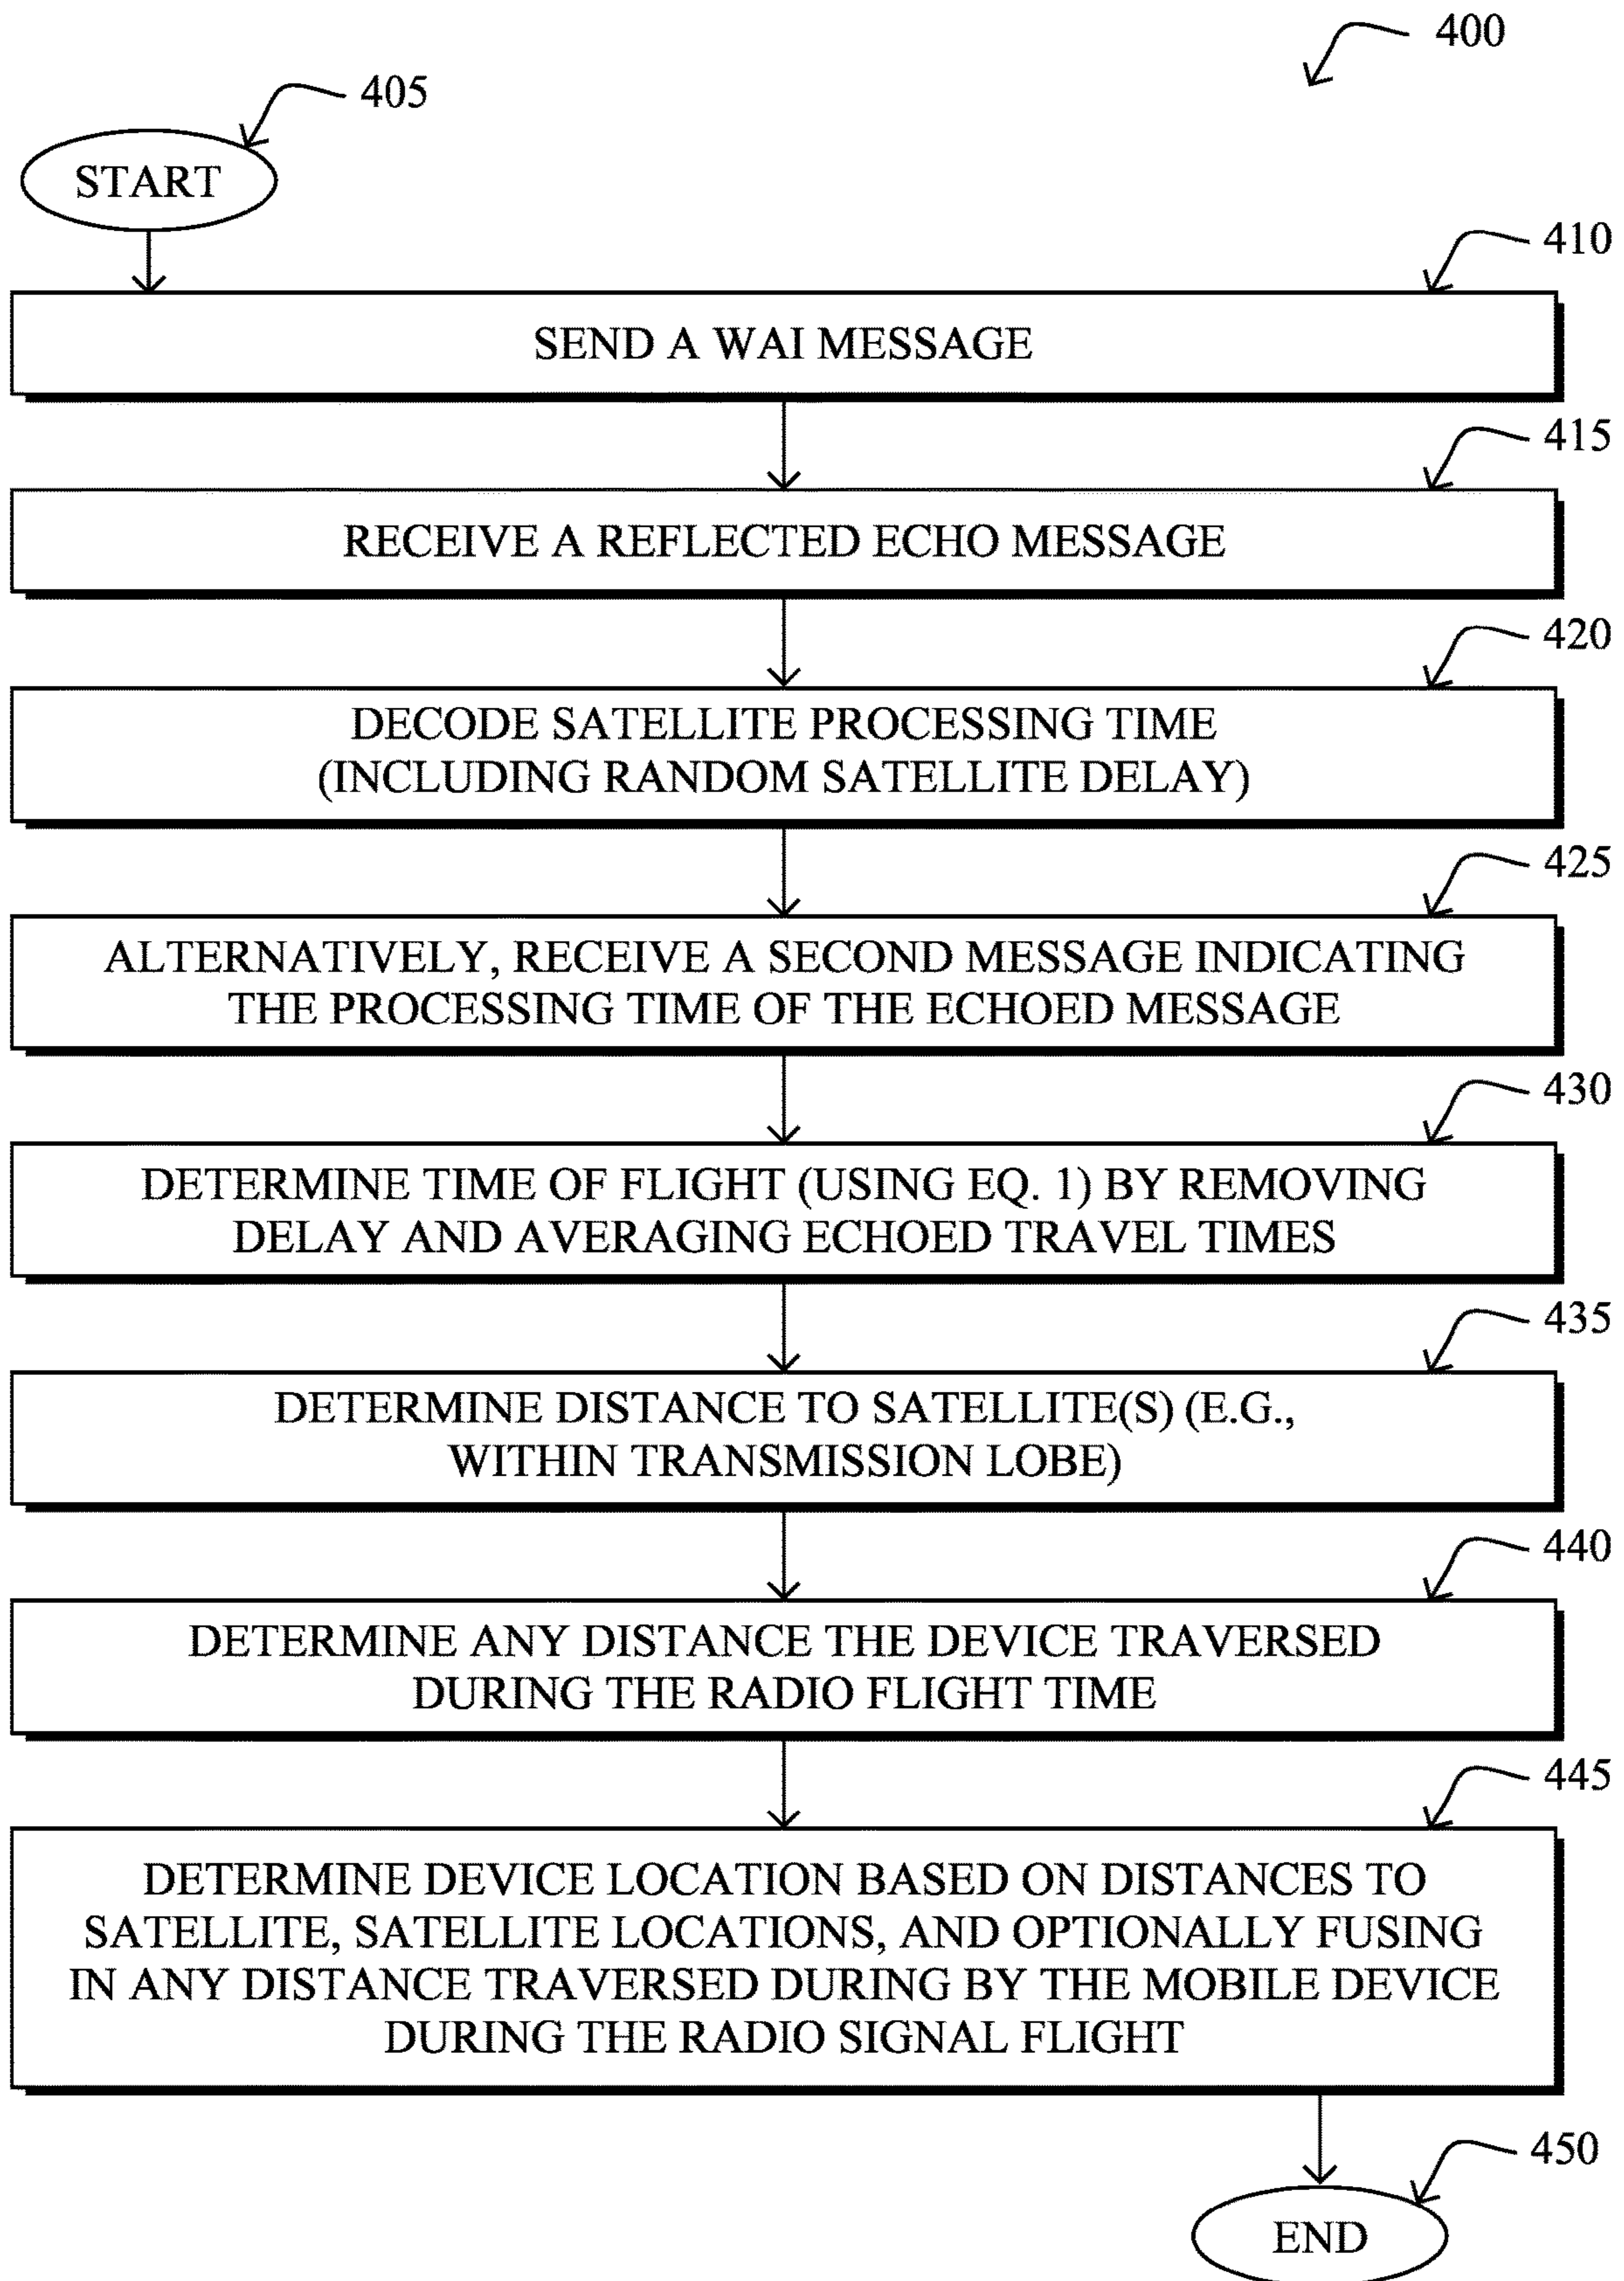 400
405
START
410
SEND A WAI MESSAGE
415
RECEIVE A REFLECTED ECHO MESSAGE
420
DECODE SATELLITE PROCESSING TIME
(INCLUDING RANDOM SATELLITE DELAY)
425
ALTERNATIVELY, RECEIVE A SECOND MESSAGE INDICATING
THE PROCESSING TIME OF THE ECHOED MESSAGE
430
DETERMINE TIME OF FLIGHT (USING EQ. 1) BY REMOVING
DELAY AND AVERAGING ECHOED TRAVEL TIMES
435
DETERMINE DISTANCE TO SATELLITE(S) (E.G.,
WITHIN TRANSMISSION LOBE)
440
DETERMINE ANY DISTANCE THE DEVICE TRAVERSED
DURING THE RADIO FLIGHT TIME
445
DETERMINE DEVICE LOCATION BASED ON DISTANCES TO
SATELLITE, SATELLITE LOCATIONS, AND OPTIONALLY FUSING
IN ANY DISTANCE TRAVERSED DURING BY THE MOBILE DEVICE
DURING THE RADIO SIGNAL FLIGHT
450
END